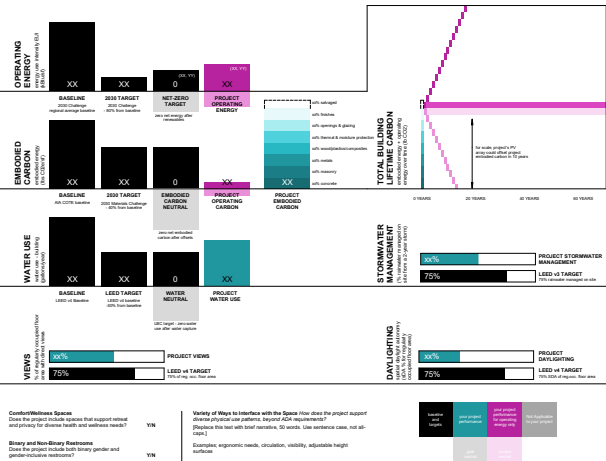 OPERATING
ENERGY
energy use intensity EUI
(kBtu/sf)
XX
XX
(XX, YY)
0
(XX, YY)
XX
BASELINE
2030 Challenge
regional average baseline
2030 TARGET
2030 Challenge
- 80% from baseline
NET-ZERO
TARGET
zero net energy after
renewables
PROJECT
OPERATING
ENERGY
EMBODIED
CARBON
embodied energy
XX
XX
0
XX
XX
BASELINE
AIA COTE baseline
2030 TARGET
2030 Materials Challenge
- 40% from baseline
EMBODIED
CARBON
NEUTRAL
zero net embodied
carbon after offsets
PROJECT
OPERATING
CARBON
PROJECT
EMBODIED
CARBON
xx% salvaged
xx% finishes
xx% openings & glazing
xx% thermal & moisture protection
xx% wood/plastics/composites
xx% metals
xx% masonry
xx% concrete
TOTAL BUILDING
LIFETIME CARBON
embodied energy + operating
energy over time (lb CO2)
for scale: project's PV
array could offset project
embodied carbon in 10 years
0 YEARS
20 YEARS
40 YEARS
60 YEARS
WATER USE
water use - building
(gallons/year)
XX
XX
0
XX
BASELINE
LEED v4 Baseline
LEED TARGET
LEED v4 baseline
-50% from baseline
WATER
NEUTRAL
LBC target - zero water
use after water capture
PROJECT
WATER USE
STORMWATER
MANAGEMENT
(% rainwater managed on
site from a 2-year storm)
xx%
PROJECT STORMWATER
MANAGEMENT
75%
LEED v3 TARGET
75% rainwater managed on site
VIEWS
% of regularly occupied floor
area with direct views
xx%
PROJECT VIEWS
75%
LEED v4 TARGET
75% of reg. occ. floor area
DAYLIGHTING
spatial daylight autonomy
(sDA % for regularly
occupied floor area)
xx%
PROJECT
DAYLIGHTING
75%
LEED v4 TARGET
75% SDA of reg.occ. floor area
Comfort/Wellness Spaces
Does the project include spaces that support retreat
and privacy for diverse health and wellness needs? Y/N
Binary and Non-Binary Restrooms
Does the project include both binary gender and
gender-inclusive restrooms? Y/N
Variety of Ways to Interface with the Space How does the project support
diverse physical use patterns, beyond ADA requirements?
[Replace this text with brief narrative, 50 words. Use sentence case, not all-
caps.]
Examples: ergonomic needs, circulation, visibility, adjustable height
surfaces
baseline
and
targets
your project
performance
your project
performance
for operating
energy only
Not Applicable
to your project